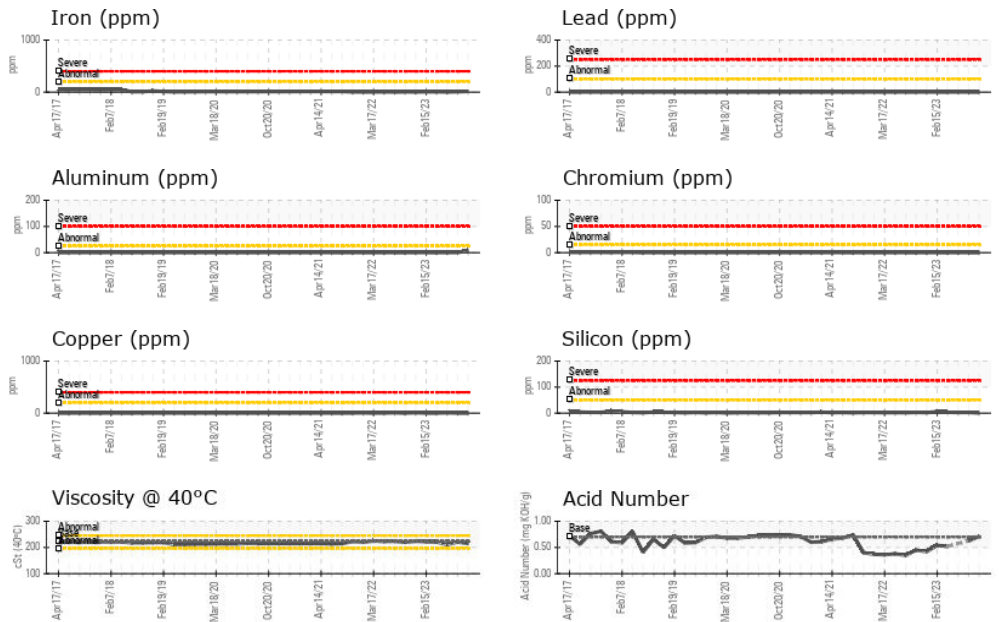 Iron (ppm)
1000
0
ppm
Severe
Abnormal
Apr17/17
Feb7/18
Feb19/19
Mar18/20
Oct20/20
Apr14/21
Mar17/22
Feb15/23
Lead (ppm)
400
200
0
ppm
Severe
Abnormal
Apr17/17
Feb7/18
Feb19/19
Mar18/20
Oct20/20
Apr14/21
Mar17/22
Feb15/23
Aluminum (ppm)
200
100
0
ppm
Severe
Abnormal
Apr17/17
Feb7/18
Feb19/19
Mar18/20
Oct20/20
Apr14/21
Mar17/22
Feb15/23
Chromium (ppm)
100
50
0
ppm
Severe
Abnormal
Apr17/17
Feb7/18
Feb19/19
Mar18/20
Oct20/20
Apr14/21
Mar17/22
Feb15/23
Copper (ppm)
1000
0
ppm
Severe
Abnormal
Apr17/17
Feb7/18
Feb19/19
Mar18/20
Oct20/20
Apr14/21
Mar17/22
Feb15/23
Silicon (ppm)
200
100
0
ppm
Severe
Abnormal
Apr17/17
Feb7/18
Feb19/19
Mar18/20
Oct20/20
Apr14/21
Mar17/22
Feb15/23
Viscosity @ 40°C
300
200
100
cSt (40°C)
Abnormal
Base
Abnormal
Apr17/17
Feb7/18
Feb19/19
Mar18/20
Oct20/20
Apr14/21
Mar17/22
Feb15/23
Acid Number
1.00
0.50
0.00
Acid Number (mg KOH/g)
Base
Apr17/17
Feb7/18
Feb19/19
Mar18/20
Oct20/20
Apr14/21
Mar17/22
Feb15/23